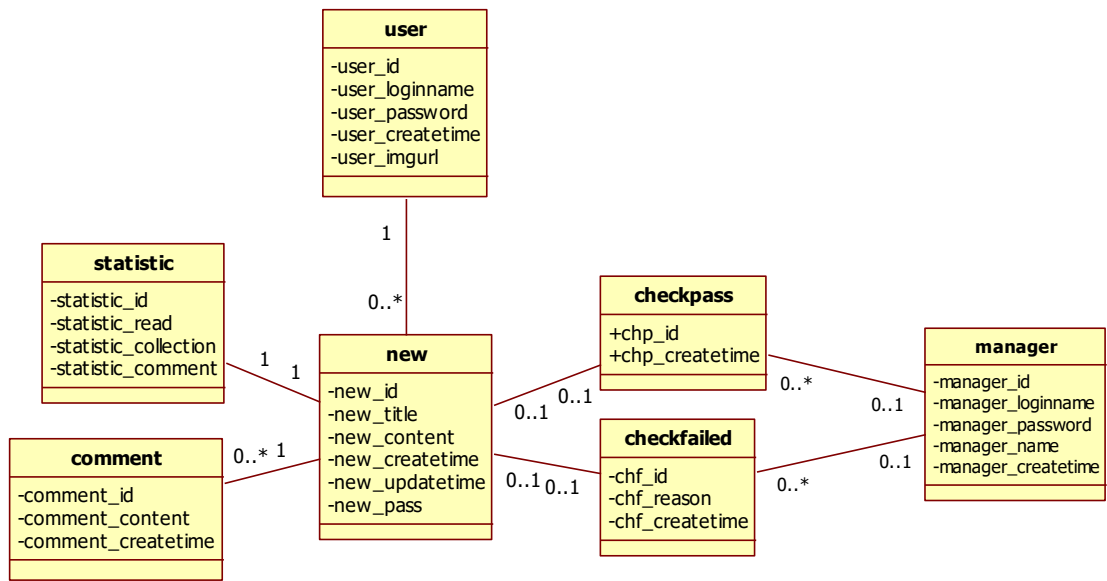 user
-user_id
-user_loginname
-user_password
-user_createtime
-user_imgurl
1
0..*
statistic
-statistic_id
-statistic_read
-statistic_collection
-statistic_comment
1
1
comment
-comment_id
-comment_content
-comment_createtime
0..*
1
new
-new_id
-new_title
-new_content
-new_createtime
-new_updatetime
-new_pass
0..1
0..1
0..1
0..1
checkpass
+chp_id
+chp_createtime
0..*
0..1
checkfailed
-chf_id
-chf_reason
-chf_createtime
0..*
0..1
manager
-manager_id
-manager_loginname
-manager_password
-manager_name
-manager_createtime